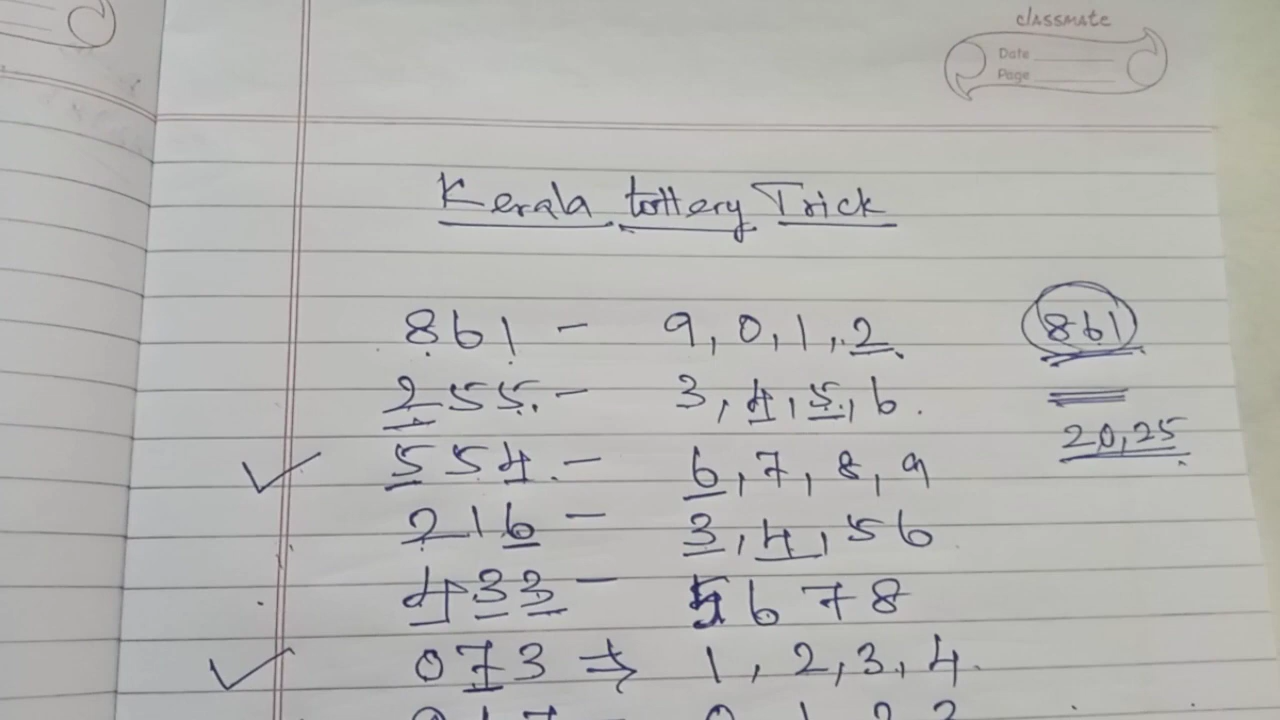 classmate
Date
Page
Kerala Lottery Trick
861 - 9, 0, 1, 2
861
255. - 3, 4, 5, 6.
20, 25
554. - 6, 7, 8, 9
216 - 3, 4, 5 6
433 - 5 6 7 8
073 ⇒ 1, 2, 3, 4.